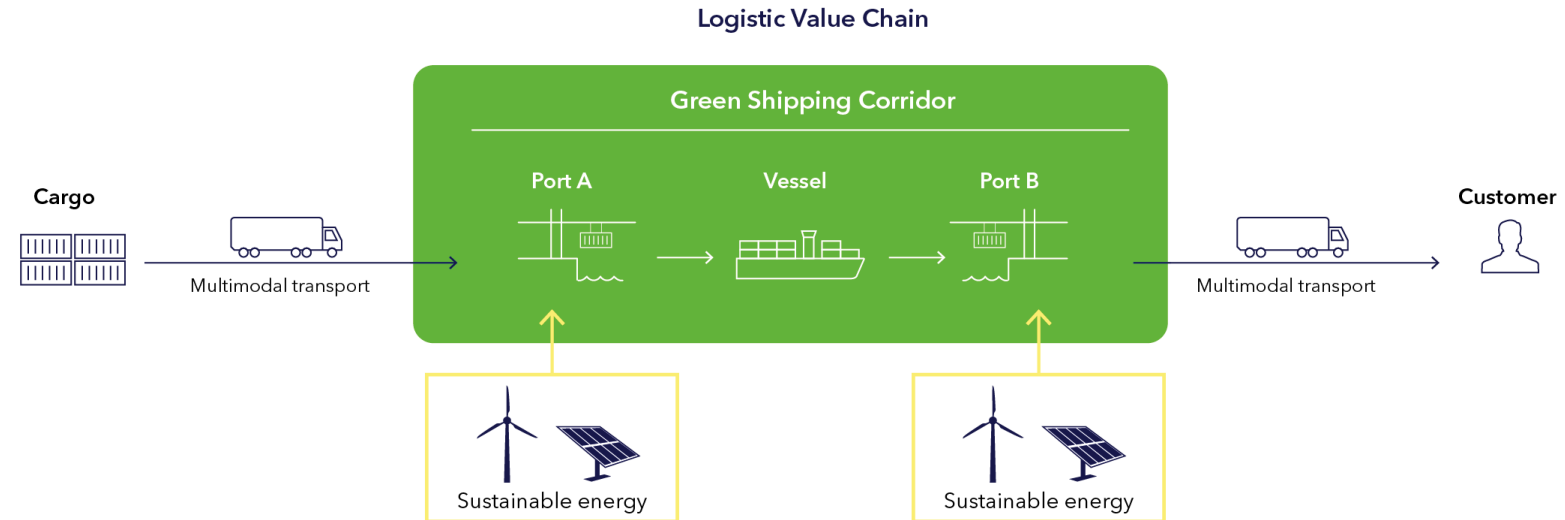 Logistic Value Chain
Green Shipping Corridor
Port A
Vessel
Port B
Cargo
Customer
Multimodal transport
Multimodal transport
Sustainable energy
Sustainable energy